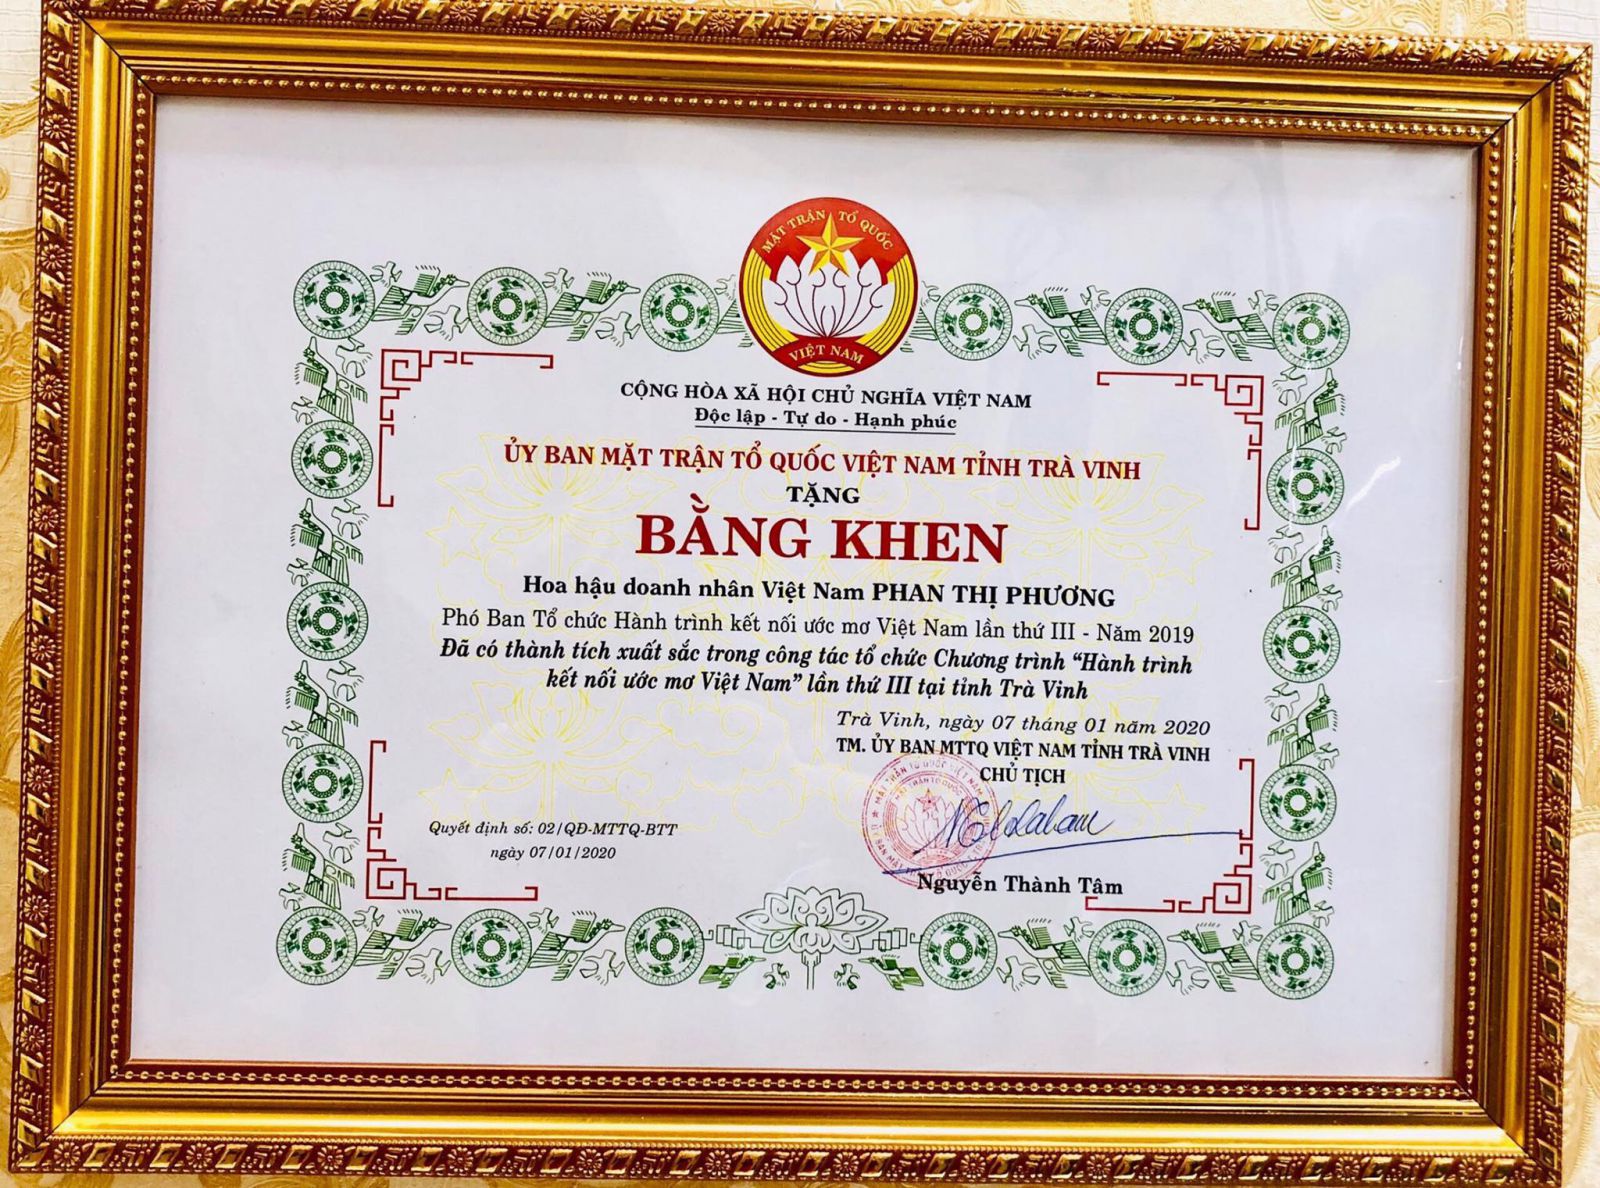 MẶT TRẬN TỔ QUỐC
VIỆT NAM
CỘNG HÒA XÃ HỘI CHỦ NGHĨA VIỆT NAM
Độc lập - Tự do - Hạnh phúc
ỦY BAN MẶT TRẬN TỔ QUỐC VIỆT NAM TỈNH TRÀ VINH
TẶNG
BẰNG KHEN
Hoa hậu doanh nhân Việt Nam PHAN THỊ PHƯƠNG
Phó Ban Tổ chức Hành trình kết nối ước mơ Việt Nam lần thứ III - Năm 2019
Đã có thành tích xuất sắc trong công tác tổ chức Chương trình “Hành trình
kết nối ước mơ Việt Nam” lần thứ III tại tỉnh Trà Vinh
Trà Vinh, ngày 07 tháng 01 năm 2020
TM. ỦY BAN MTTQ VIỆT NAM TỈNH TRÀ VINH
CHỦ TỊCH
Quyết định số: 02/QĐ-MTTQ-BTT
ngày 07/01/2020
Nguyễn Thành Tâm